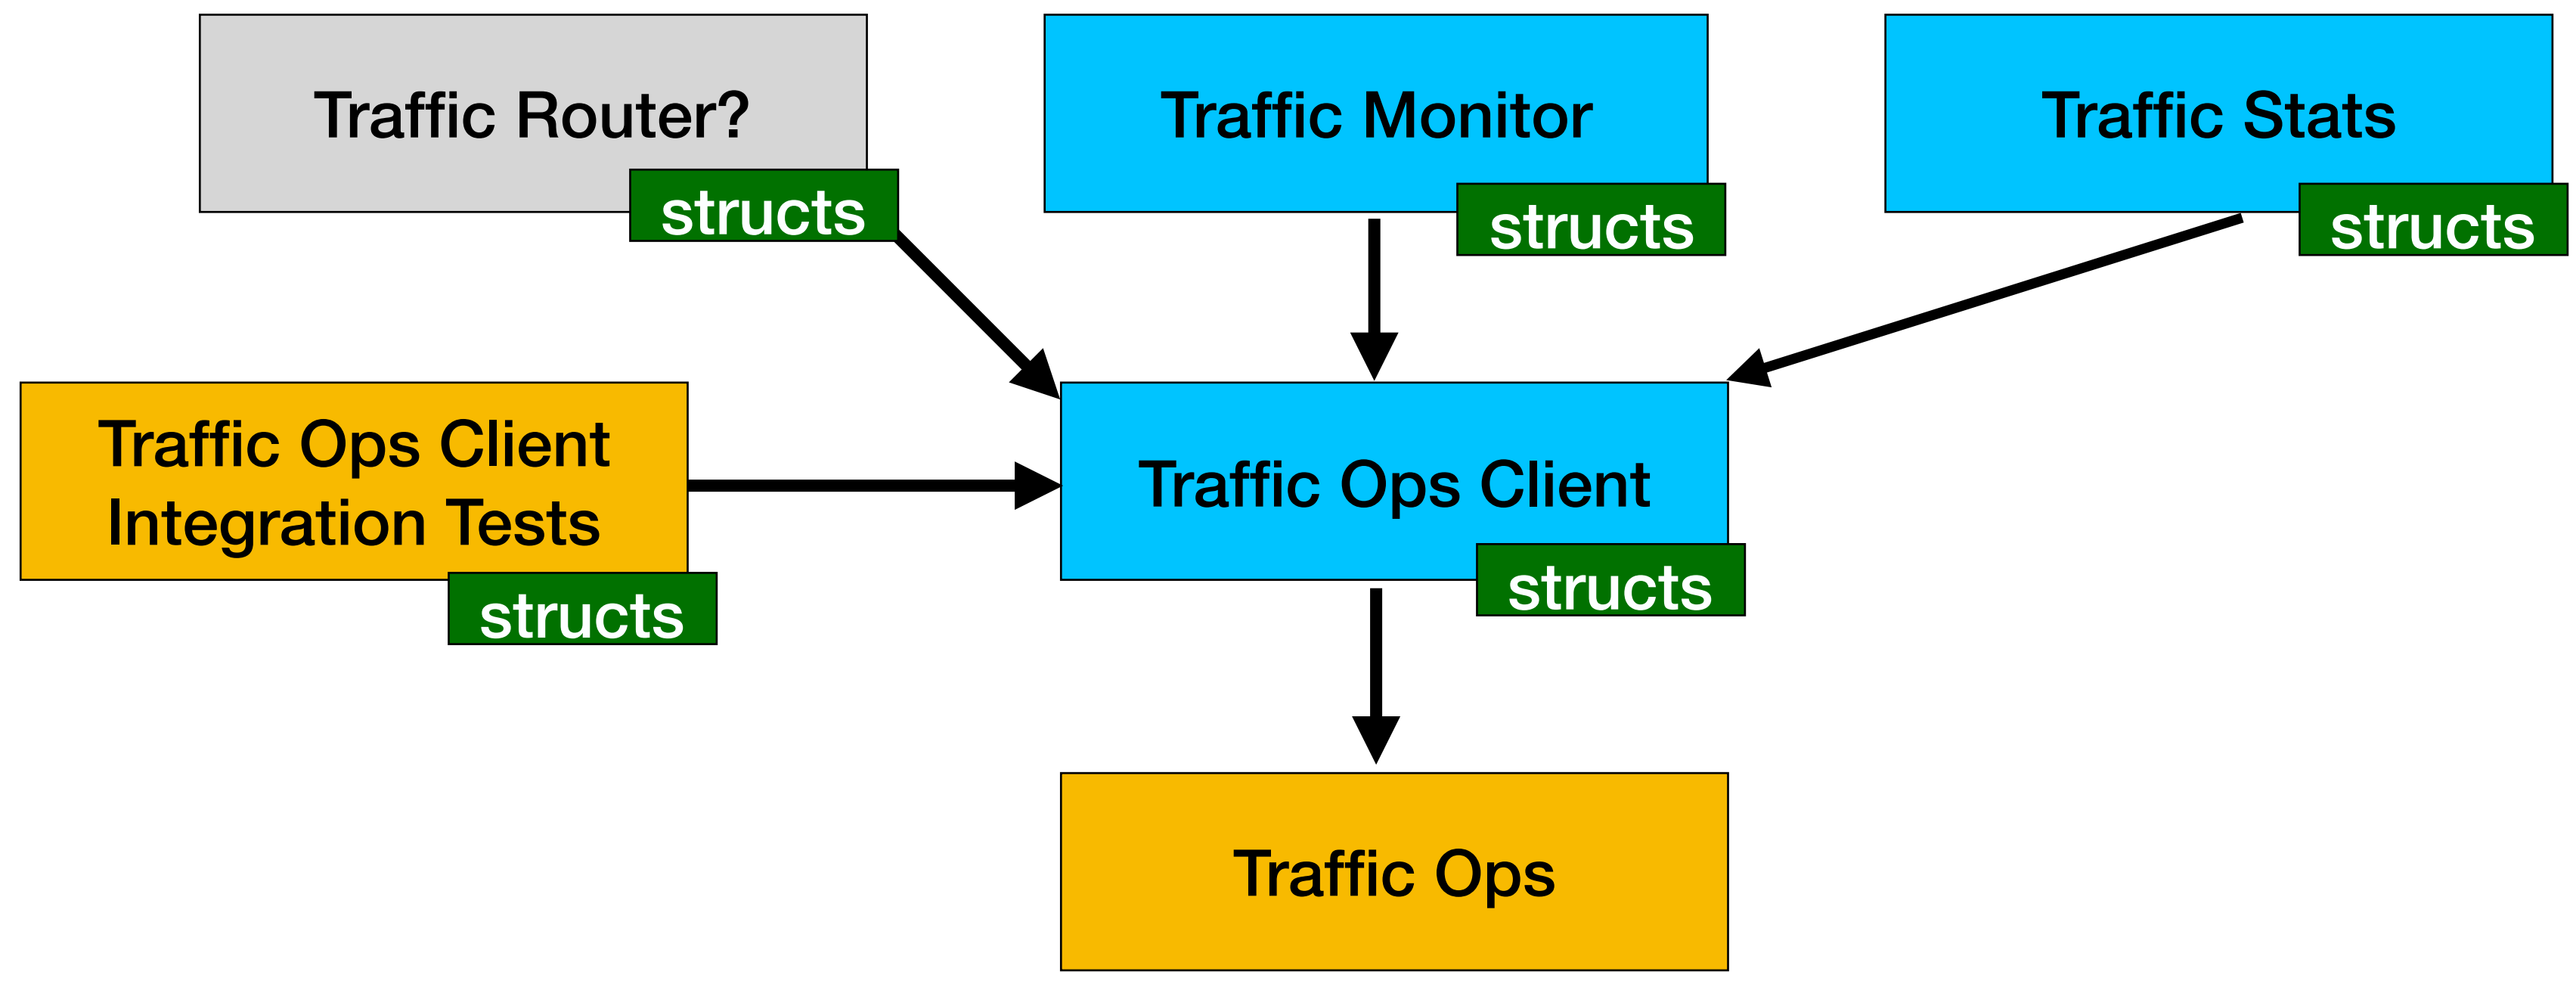 Traffic Router?
structs
Traffic Monitor
structs
Traffic Stats
structs
Traffic Ops Client
Integration Tests
structs
Traffic Ops Client
structs
Traffic Ops